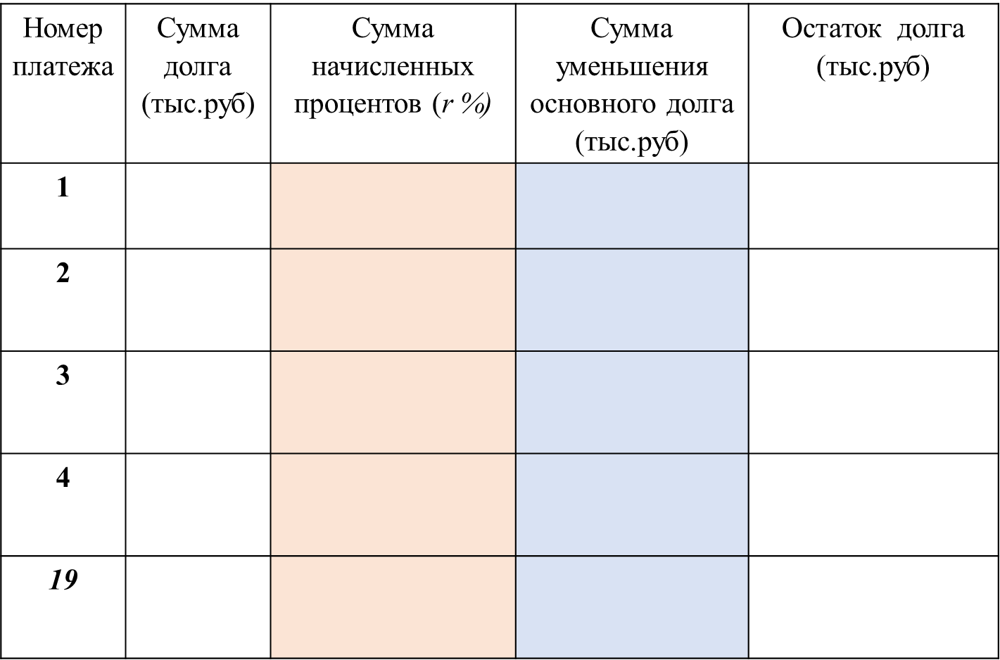 Номер
платежа
Сумма
долга
(тыс.руб)
Сумма
начисленных
процентов (r %)
Сумма
уменьшения
основного долга
(тыс.руб)
Остаток долга
(тыс.руб)
1
2
3
4
19